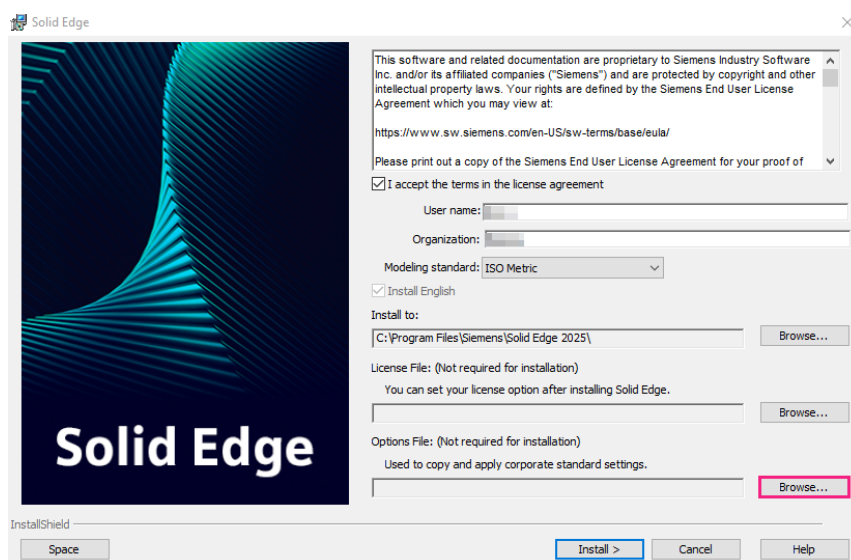 Solid Edge
This software and related documentation are proprietary to Siemens Industry Software
Inc. and/or its affiliated companies ("Siemens") and are protected by copyright and other
intellectual property laws. Your rights are defined by the Siemens End User License
Agreement which you may view at:
https://www.sw.siemens.com/en-US/sw-terms/base/eula/
Please print out a copy of the Siemens End User License Agreement for your proof of
I accept the terms in the license agreement
User name:
Organization:
Modeling standard: ISO Metric
Install English
Install to:
C:\Program Files\Siemens\Solid Edge 2025\ Browse...
License File: (Not required for installation)
You can set your license option after installing Solid Edge.
Browse...
Solid Edge
Options File: (Not required for installation)
Used to copy and apply corporate standard settings.
Browse...
InstallShield
Space Install > Cancel Help